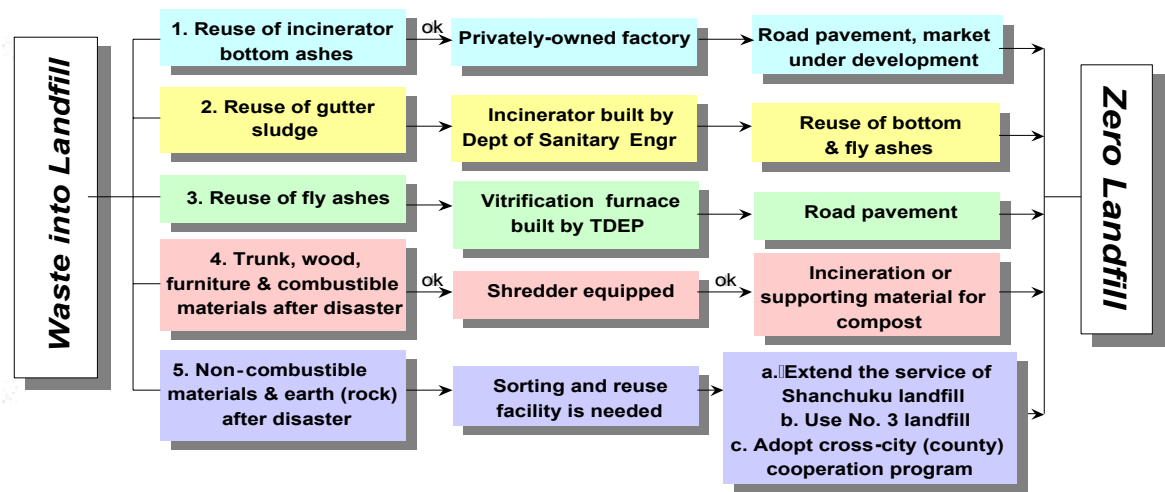 Waste into Landfill
1. Reuse of incinerator
bottom ashes
ok
Privately-owned factory
Road pavement, market
under development
2. Reuse of gutter
sludge
Incinerator built by
Dept of Sanitary Engr
Reuse of bottom
& fly ashes
3. Reuse of fly ashes
Vitrification furnace
built by TDEP
Road pavement
4. Trunk, wood,
furniture & combustible
materials after disaster
ok
Shredder equipped
ok
Incineration or
supporting material for
compost
5. Non-combustible
materials & earth (rock)
after disaster
Sorting and reuse
facility is needed
a. Extend the service of
Shanchuku landfill
b. Use No. 3 landfill
c. Adopt cross-city (county)
cooperation program
Zero Landfill